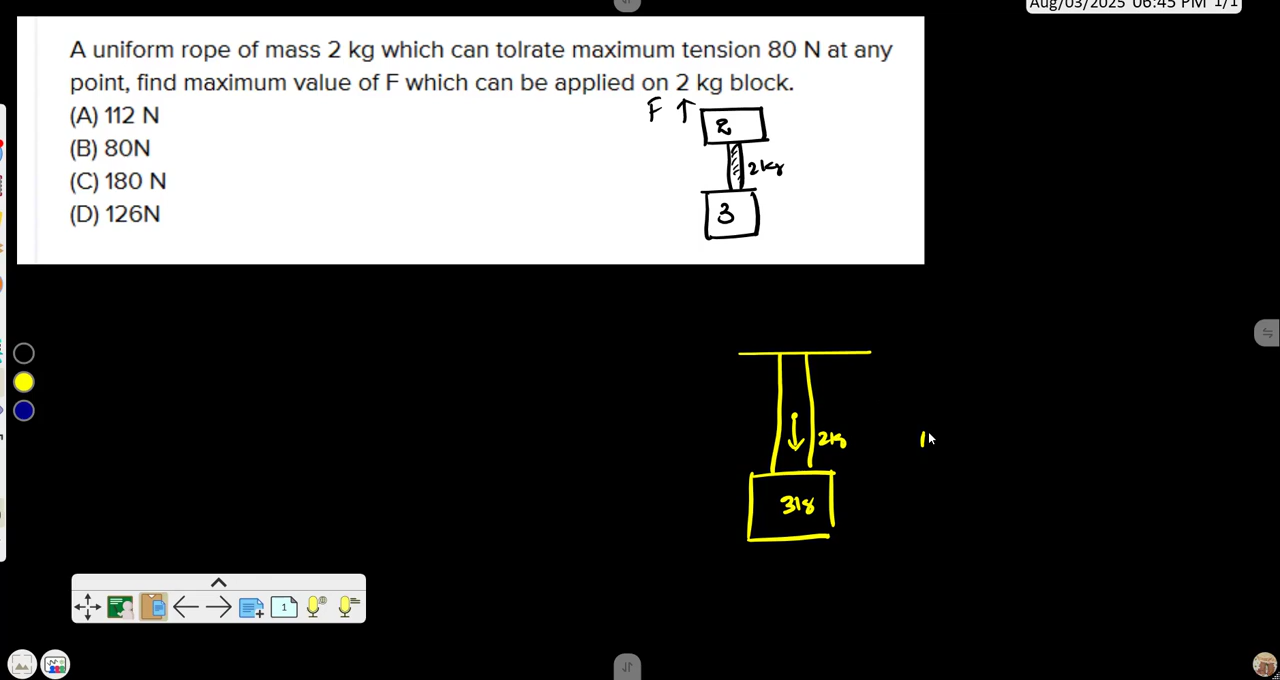 Aug/03/2025 06:45 PM 1/1
A uniform rope of mass 2 kg which can tolrate maximum tension 80 N at any
point, find maximum value of F which can be applied on 2 kg block.
(A) 112 N
(B) 80N
(C) 180 N
(D) 126N
F ↑
2
2kg
3
2kg
1